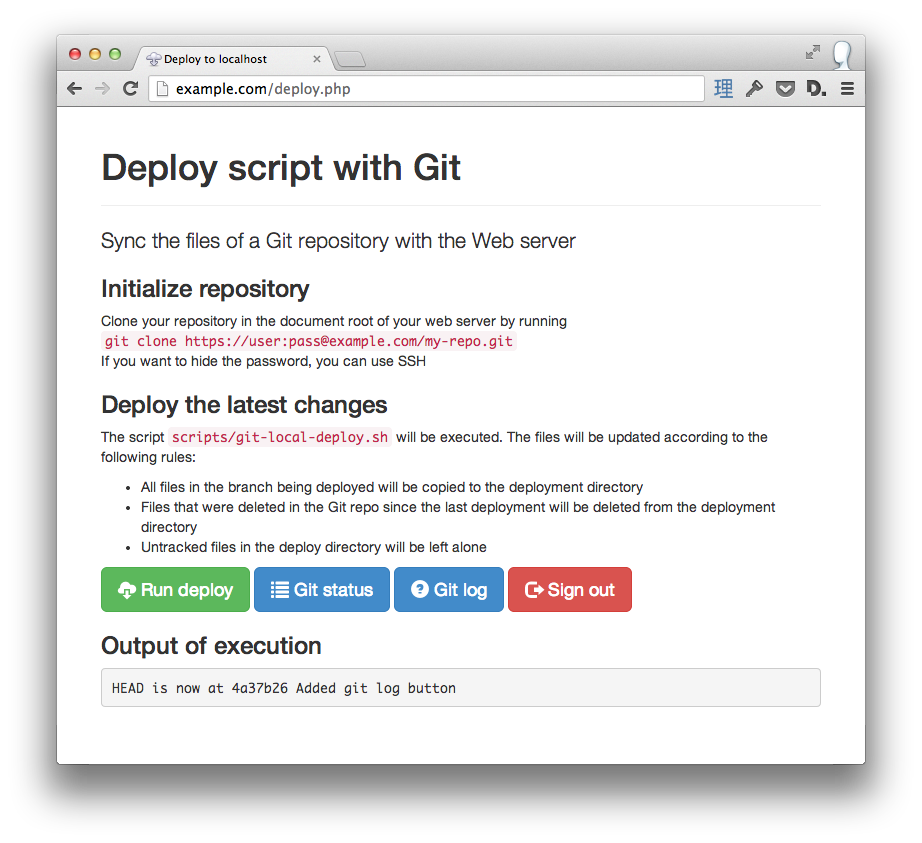 Deploy to localhost
example.com/deploy.php
理
D.
Deploy script with Git
Sync the files of a Git repository with the Web server
Initialize repository
Clone your repository in the document root of your web server by running
git clone https://user:pass@example.com/my-repo.git
If you want to hide the password, you can use SSH
Deploy the latest changes
The script scripts/git-local-deploy.sh will be executed. The files will be updated according to the
following rules:
• All files in the branch being deployed will be copied to the deployment directory
• Files that were deleted in the Git repo since the last deployment will be deleted from the deployment
directory
• Untracked files in the deploy directory will be left alone
Run deploy Git status Git log Sign out
Output of execution
HEAD is now at 4a37b26 Added git log button